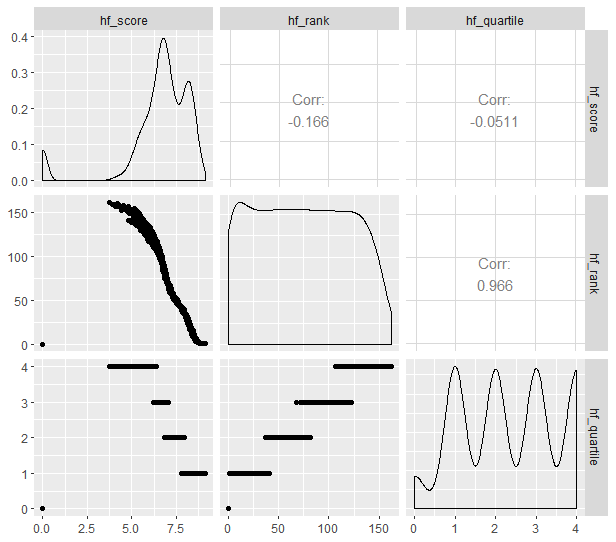 hf_score hf_rank hf_quartile
0.4
0.3
0.2
0.1
0.0
Corr:
-0.166
Corr:
-0.0511
hf_score
150
100
50
0
Corr:
0.966
hf_rank
4
3
2
1
0
hf_quartile
0.0 2.5 5.0 7.5 0 50 100 150 0 1 2 3 4